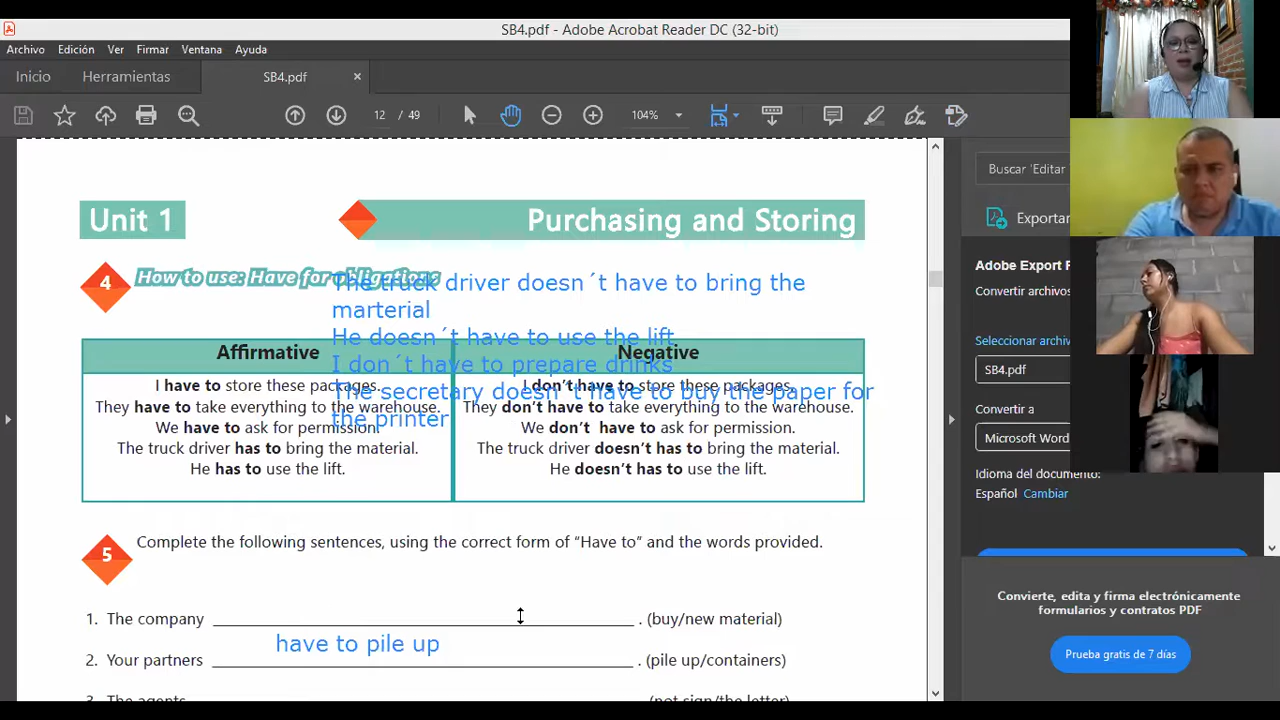 SB4.pdf - Adobe Acrobat Reader DC (32-bit)
Archivo Edición Ver Firmar Ventana Ayuda
Inicio Herramientas SB4.pdf ×
12 / 49 104%
Buscar 'Editar
Unit 1 Purchasing and Storing
Exportar
4 How to use: Have for obligations
The truck driver doesn´t have to bring the
marterial
He doesn´t have to use the lift
I don´t have to prepare drinks
The secretary doesn´t have to buy the paper for
the printer
Affirmative Negative
I have to store these packages. I don't have to store these packages.
They have to take everything to the warehouse. They don't have to take everything to the warehouse.
We have to ask for permission. We don't have to ask for permission.
The truck driver has to bring the material. The truck driver doesn't has to bring the material.
He has to use the lift. He doesn't has to use the lift.
5 Complete the following sentences, using the correct form of “Have to” and the words provided.
1. The company . (buy/new material)
have to pile up
2. Your partners . (pile up/containers)
3. The agents (not sign/the letter)
Adobe Export
Convertir archivos
Seleccionar archivo
SB4.pdf
Convertir a
Microsoft Word
Idioma del documento:
Español Cambiar
Convierte, edita y firma electrónicamente
formularios y contratos PDF
Prueba gratis de 7 días